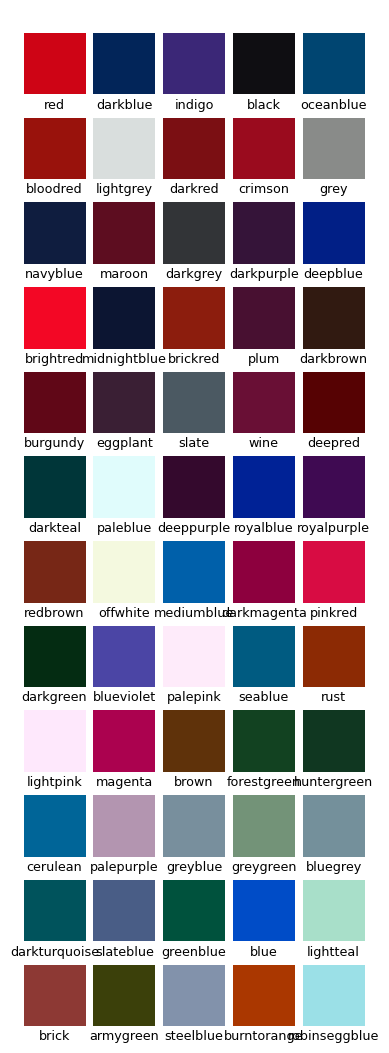 red darkblue indigo black oceanblue
bloodred lightgrey darkred crimson grey
navyblue maroon darkgrey darkpurple deepblue
brightred midnightblue brickred plum darkbrown
burgundy eggplant slate wine deepred
darkteal paleblue deeppurple royalblue royalpurple
redbrown offwhite mediumblue darkmagenta pinkred
darkgreen blueviolet palepink seablue rust
lightpink magenta brown forestgreen huntergreen
cerulean palepurple greyblue greygreen bluegrey
darkturquoise slateblue greenblue blue lightteal
brick armygreen steelblue burntorange robinseggblue